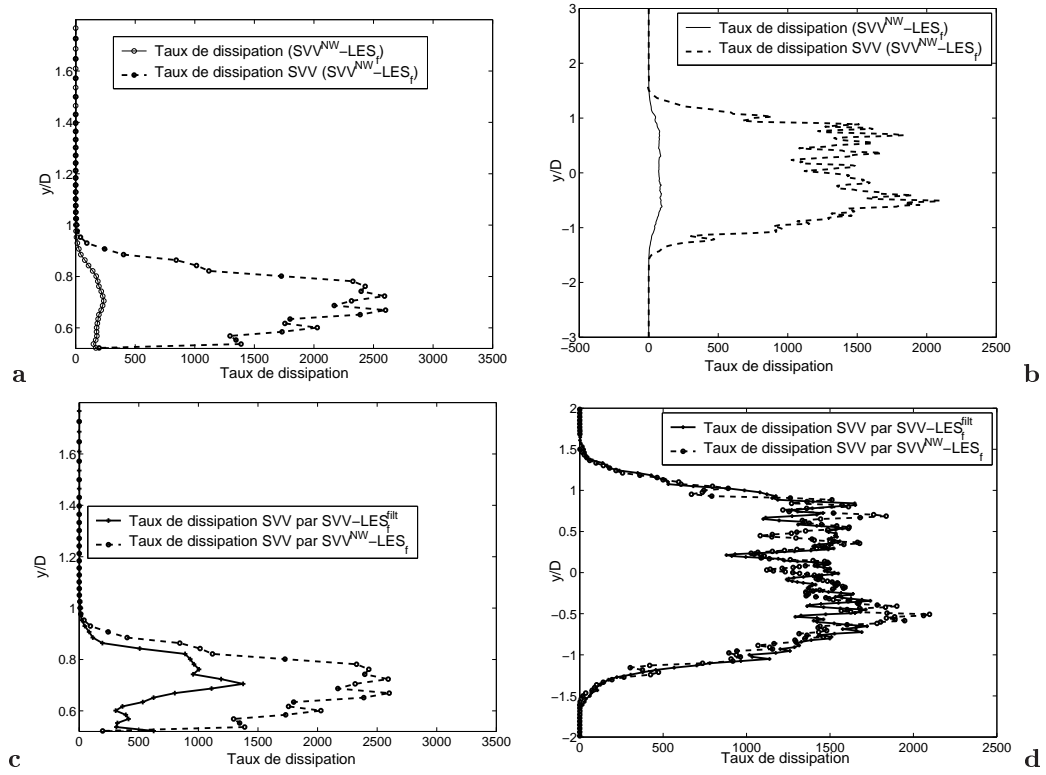 Taux de dissipation (SVV^NW−LES_f)
Taux de dissipation SVV (SVV^NW−LES_f)
y/D
1.6
1.4
1.2
1
0.8
0.6
0 500 1000 1500 2000 2500 3000 3500
Taux de dissipation
a
Taux de dissipation (SVV^NW−LES_f)
Taux de dissipation SVV (SVV^NW−LES_f)
y/D
3
2
1
0
−1
−2
−3
−500 0 500 1000 1500 2000 2500
Taux de dissipation
b
Taux de dissipation SVV par SVV−LES_f^filt
Taux de dissipation SVV par SVV^NW−LES_f
y/D
1.6
1.4
1.2
1
0.8
0.6
0 500 1000 1500 2000 2500 3000 3500
Taux de dissipation
c
Taux de dissipation SVV par SVV−LES_f^filt
Taux de dissipation SVV par SVV^NW−LES_f
y/D
2
1.5
1
0.5
0
−0.5
−1
−1.5
−2
0 500 1000 1500 2000 2500
Taux de dissipation
d